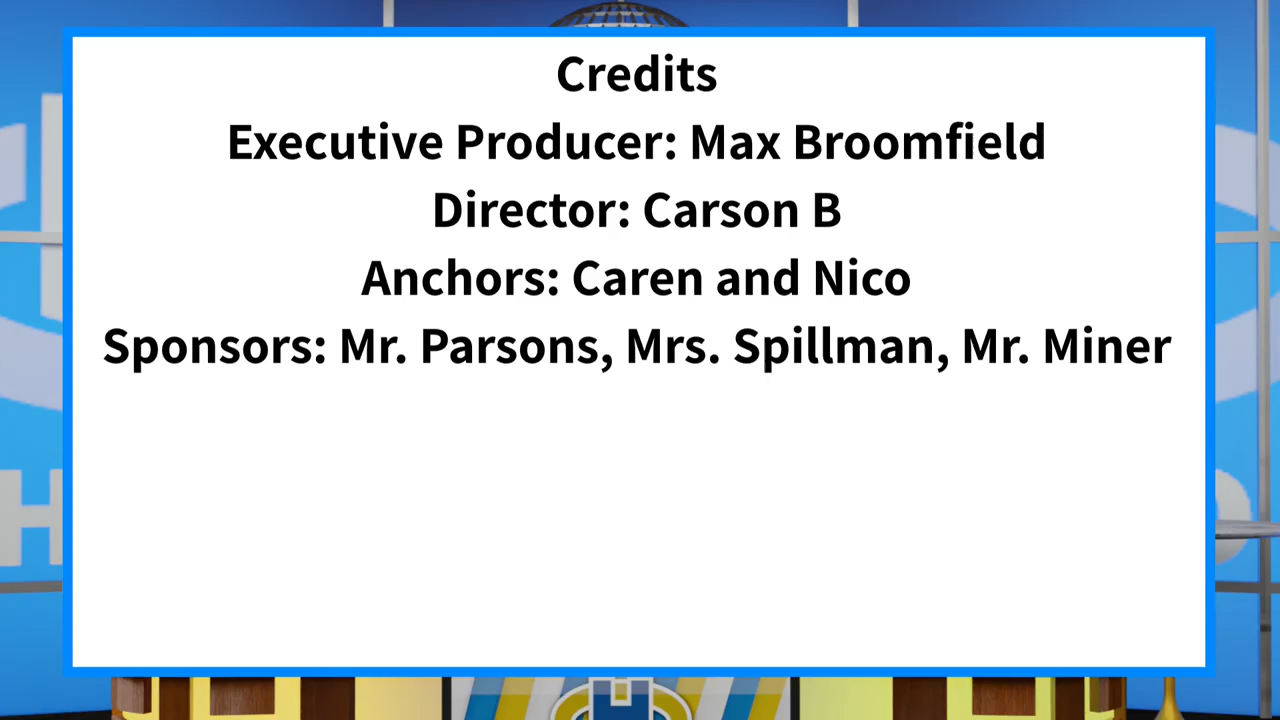 Credits
Executive Producer: Max Broomfield
Director: Carson B
Anchors: Caren and Nico
Sponsors: Mr. Parsons, Mrs. Spillman, Mr. Miner